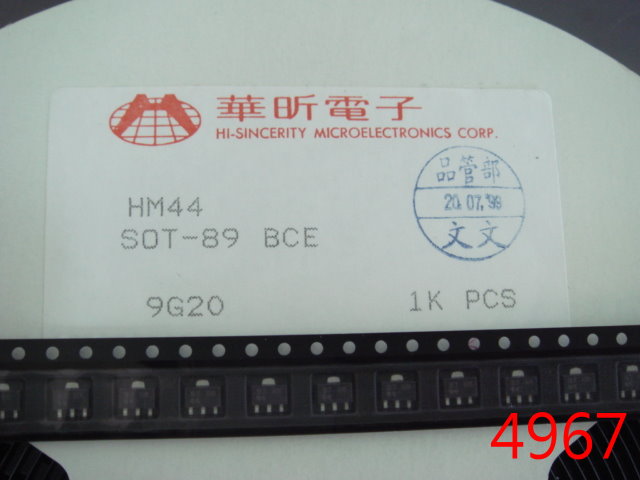 華昕電子
HI-SINCERITY MICROELECTRONICS CORP.
品管部
20.07.'99
文文
HM44
SOT-89 BCE
9G20
1K PCS
4967